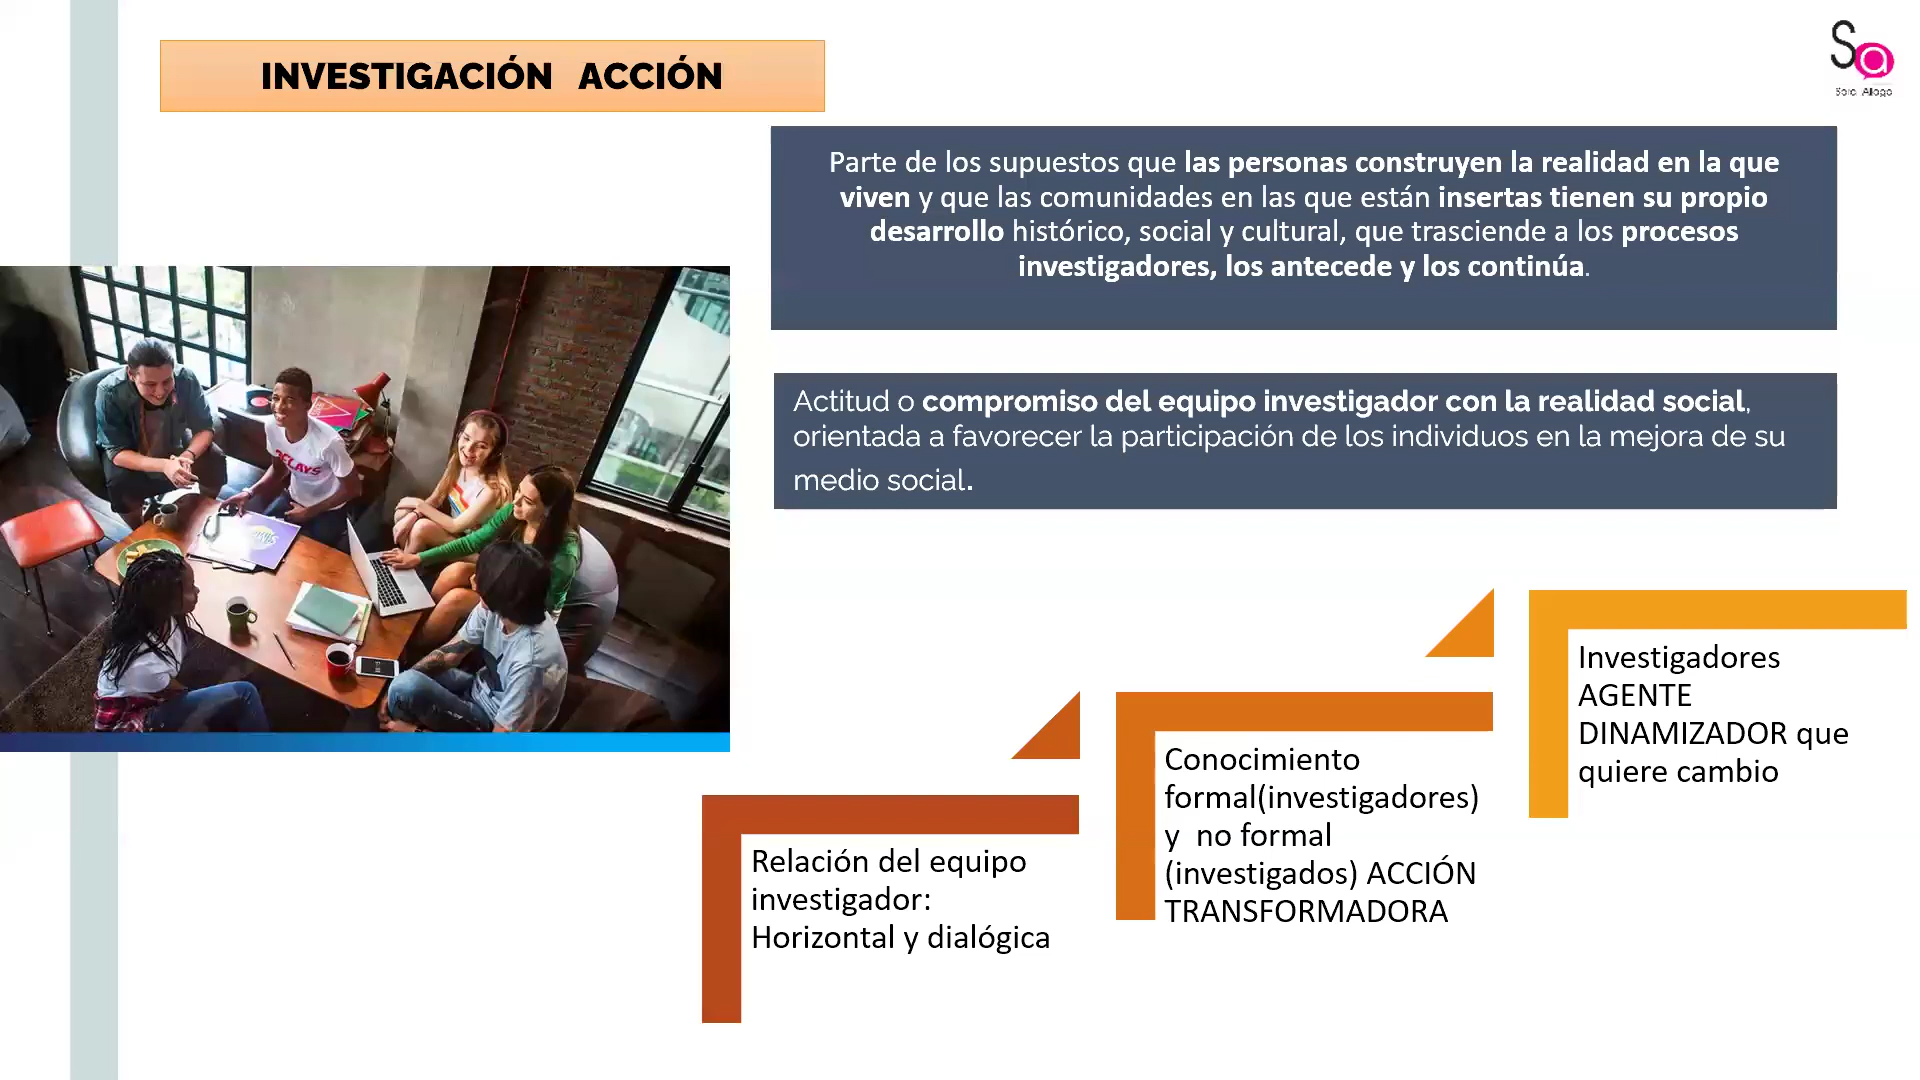 INVESTIGACIÓN ACCIÓN
Sa
Sara Allaga
Parte de los supuestos que las personas construyen la realidad en la que
viven y que las comunidades en las que están insertas tienen su propio
desarrollo histórico, social y cultural, que trasciende a los procesos
investigadores, los antecede y los continúa.
Actitud o compromiso del equipo investigador con la realidad social,
orientada a favorecer la participación de los individuos en la mejora de su
medio social.
Relación del equipo
investigador:
Horizontal y dialógica
Conocimiento
formal(investigadores)
y no formal
(investigados) ACCIÓN
TRANSFORMADORA
Investigadores
AGENTE
DINAMIZADOR que
quiere cambio